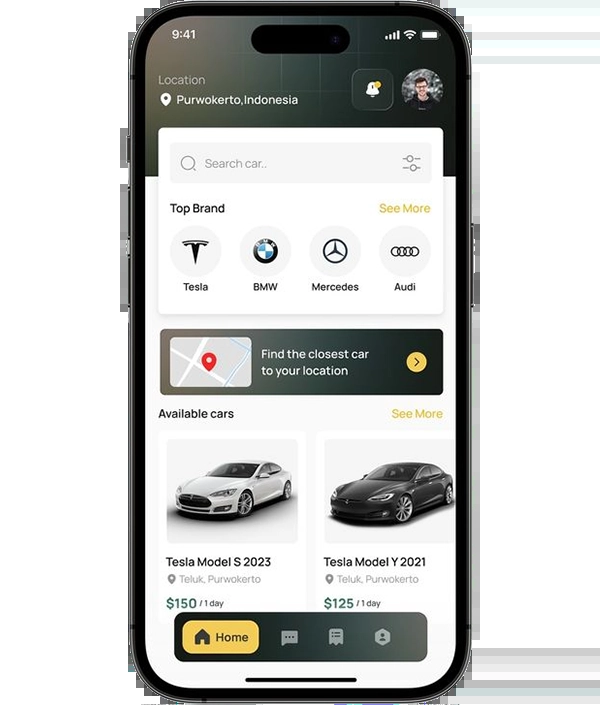 9:41
Location
Purwokerto,Indonesia
Search car..
Top Brand
See More
Tesla
BMW
Mercedes
Audi
Find the closest car
to your location
Available cars
See More
Tesla Model S 2023
Tesla Model Y 2021
Teluk, Purwokerto
Teluk, Purwokerto
$150 / 1 day
$125 / 1 day
Home